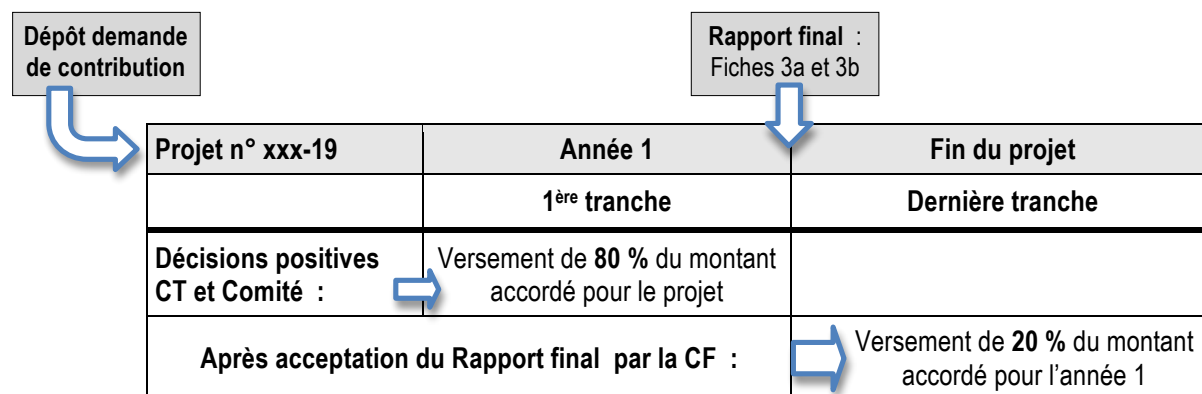 Dépôt demande
de contribution
Rapport final :
Fiches 3a et 3b
Projet n° xxx-19
Année 1
Fin du projet
1ère tranche
Dernière tranche
Décisions positives
CT et Comité :
Versement de 80 % du montant
accordé pour le projet
Après acceptation du Rapport final par la CF :
Versement de 20 % du montant
accordé pour l'année 1